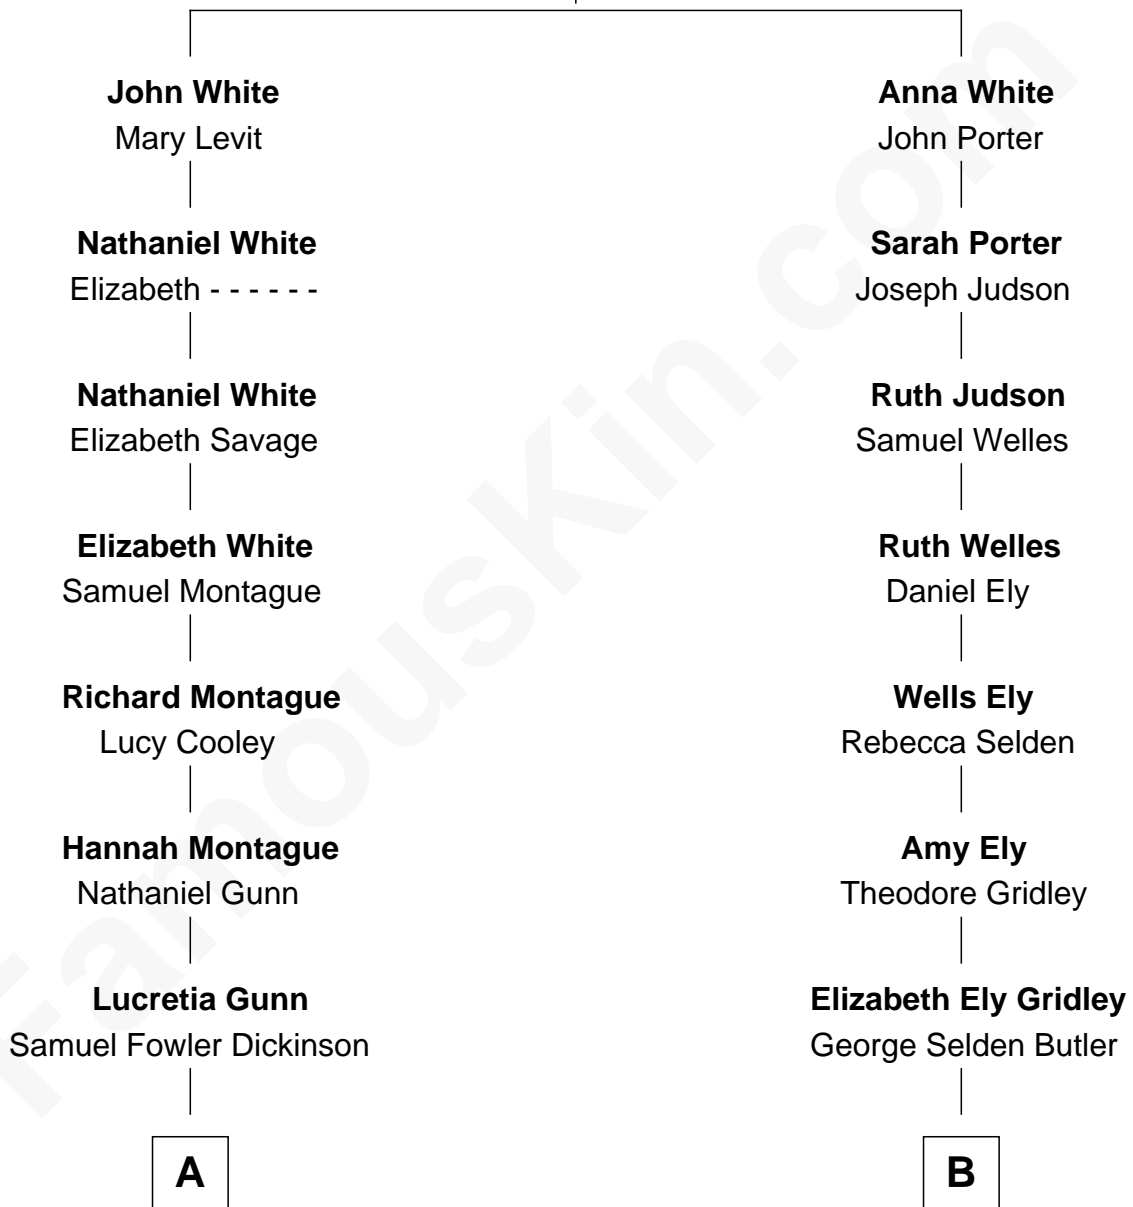 John White
Mary Levit
Anna White
John Porter
Nathaniel White
Elizabeth - - - - - -
Sarah Porter
Joseph Judson
Nathaniel White
Elizabeth Savage
Ruth Judson
Samuel Welles
Elizabeth White
Samuel Montague
Ruth Welles
Daniel Ely
Richard Montague
Lucy Cooley
Wells Ely
Rebecca Selden
Hannah Montague
Nathaniel Gunn
Amy Ely
Theodore Gridley
Lucretia Gunn
Samuel Fowler Dickinson
Elizabeth Ely Gridley
George Selden Butler
A
B
FamousKin.com